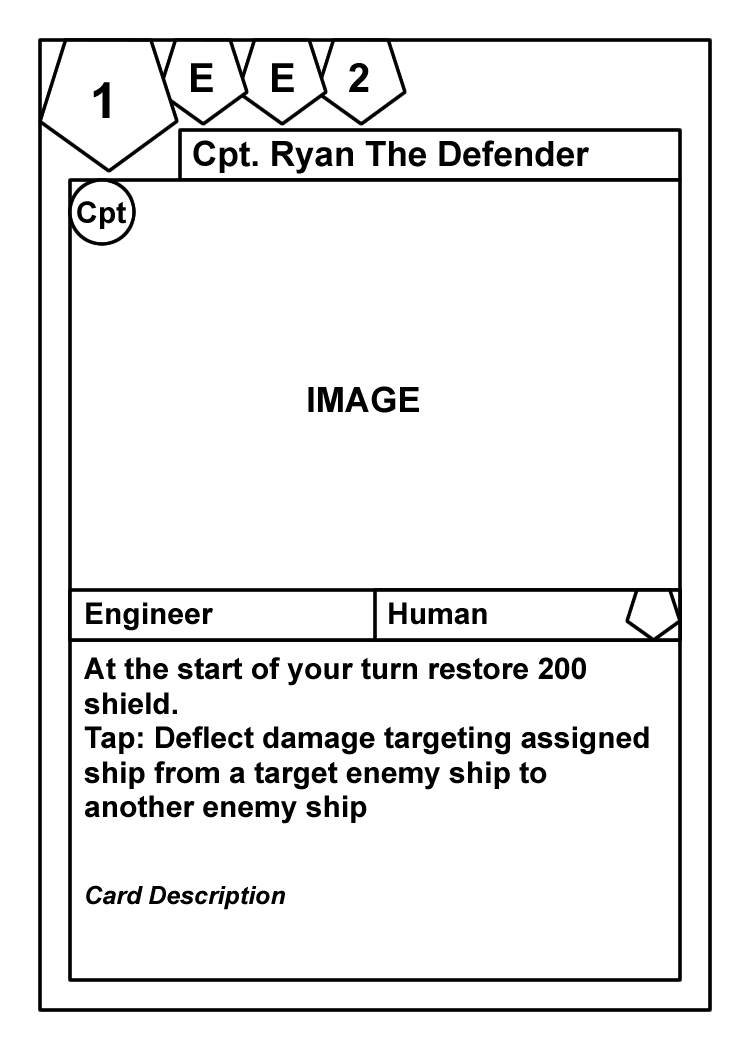 1 E E 2
Cpt. Ryan The Defender
Cpt
IMAGE
Engineer Human
At the start of your turn restore 200
shield.
Tap: Deflect damage targeting assigned
ship from a target enemy ship to
another enemy ship
Card Description